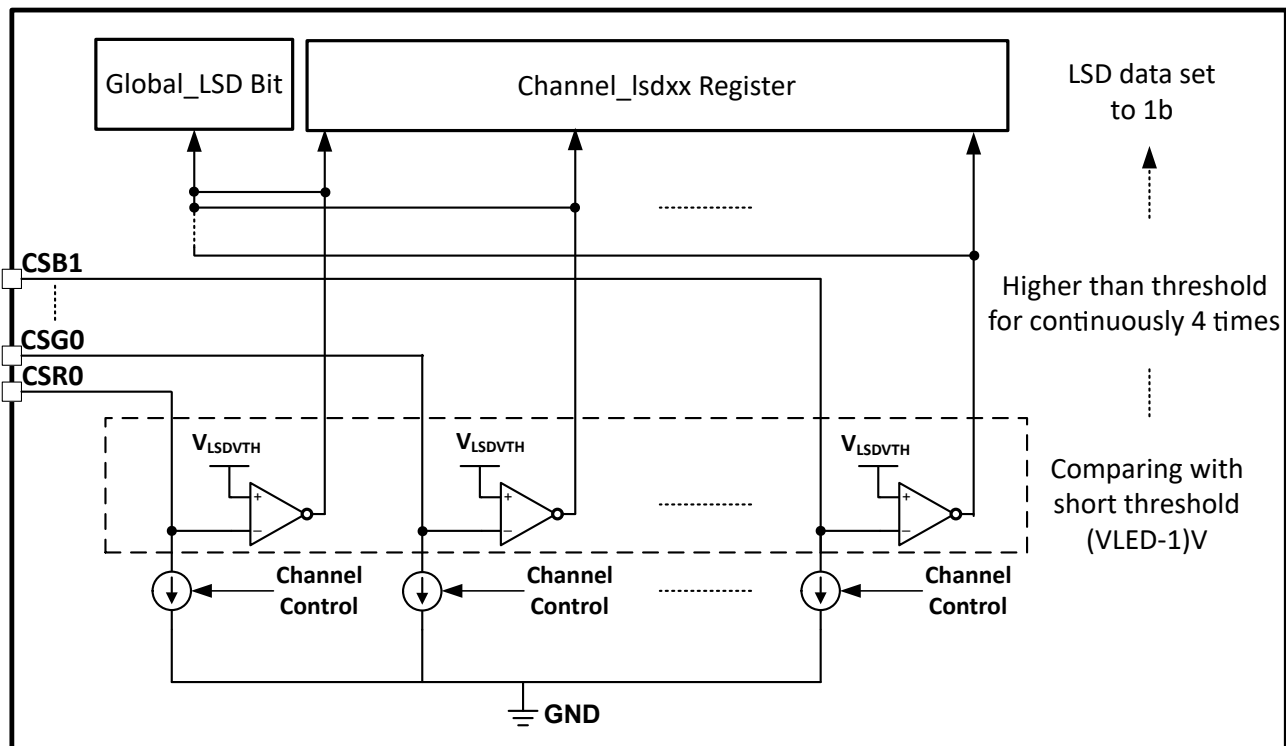 Global_LSD Bit
Channel_lsdxx Register
LSD data set
to 1b
CSB1
Higher than threshold
for continuously 4 times
CSG0
CSR0
VLSDVTH
VLSDVTH
VLSDVTH
+
−
+
−
+
−
Comparing with
short threshold
(VLED-1)V
Channel
Control
Channel
Control
Channel
Control
GND